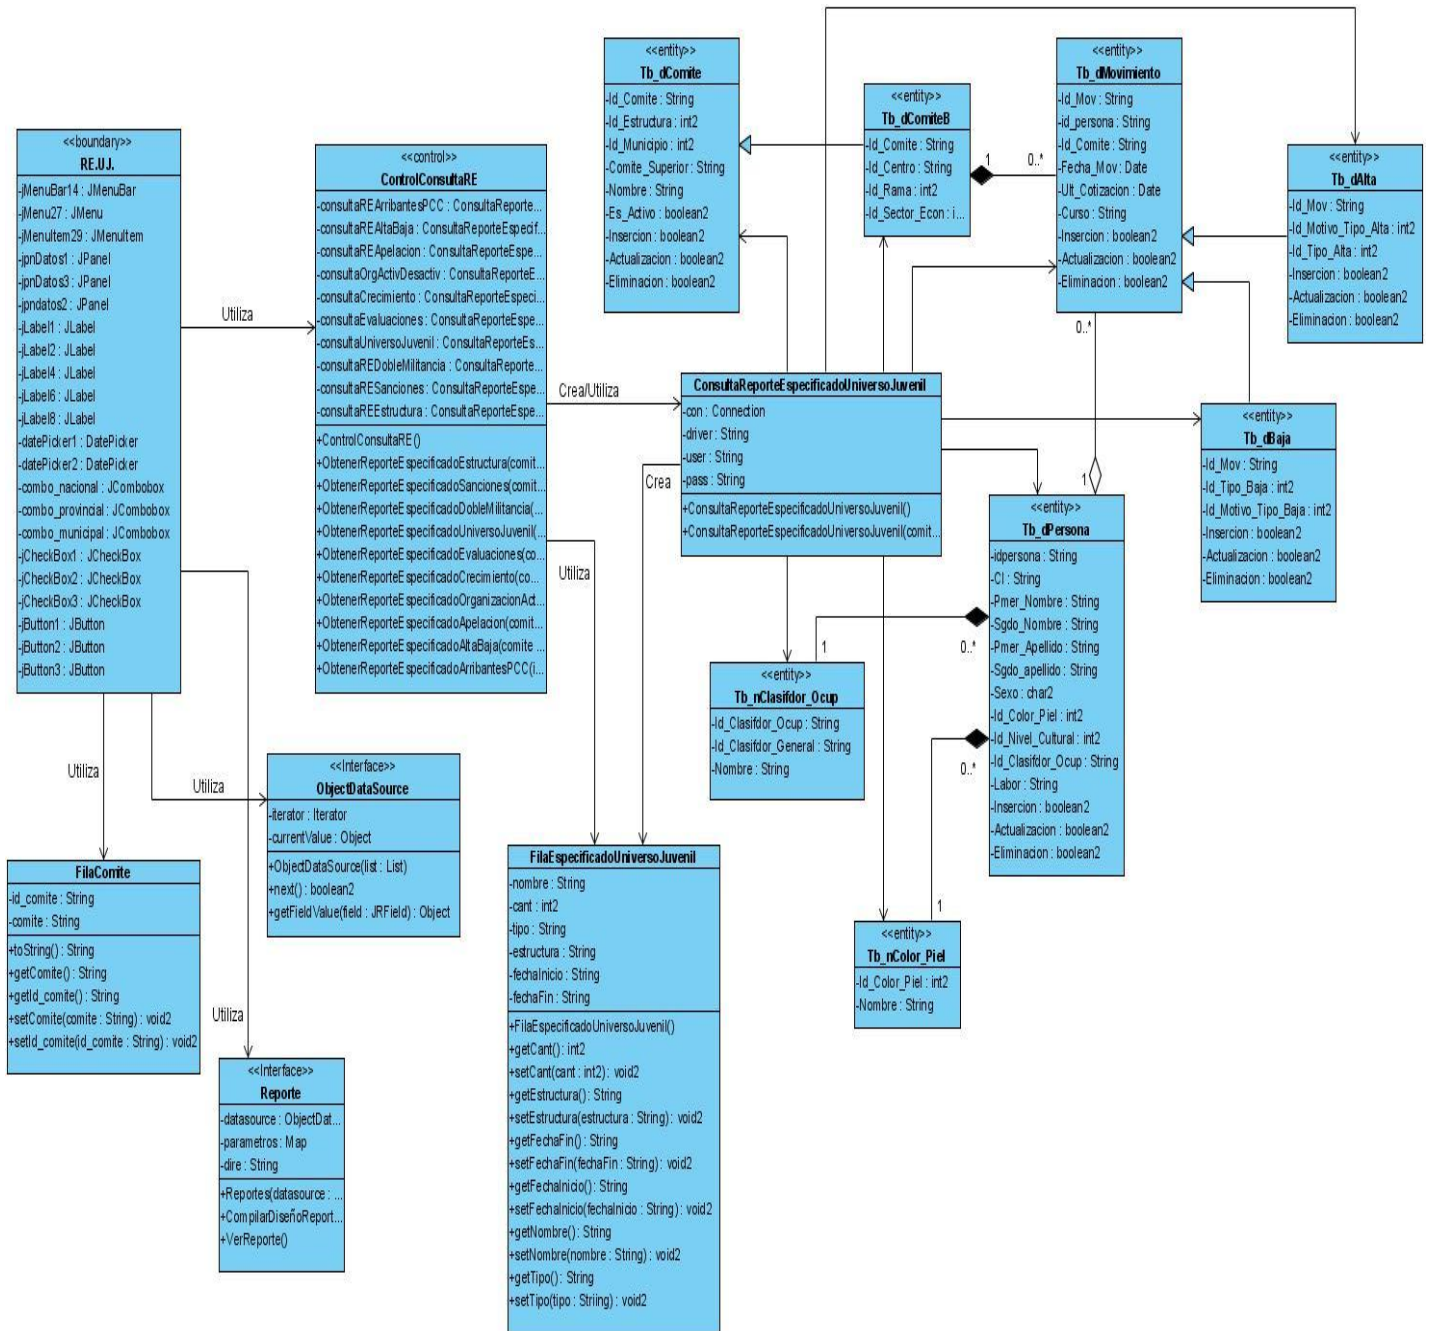 <<boundary>>
RE.U.J.
-jMenuBar14 : JMenuBar
-jMenu27 : JMenu
-jMenuItem29 : JMenuItem
-jpnDatos1 : JPanel
-jpnDatos3 : JPanel
-jpndatos2 : JPanel
-jLabel1 : JLabel
-jLabel2 : JLabel
-jLabel4 : JLabel
-jLabel6 : JLabel
-jLabel8 : JLabel
-datePicker1 : DatePicker
-datePicker2 : DatePicker
-combo_nacional : JCombobox
-combo_provincial : JCombobox
-combo_municipal : JCombobox
-jCheckBox1 : JCheckBox
-jCheckBox2 : JCheckBox
-jCheckBox3 : JCheckBox
-jButton1 : JButton
-jButton2 : JButton
-jButton3 : JButton
Utiliza
<<control>>
ControlConsultaRE
-consultaREArribantesPCC : ConsultaReporte...
-consultaREAltaBaja : ConsultaReporteEspecif...
-consultaREApelacion : ConsultaReporteEspe...
-consultaOrgActivDesactiv : ConsultaReporteE...
-consultaCrecimiento : ConsultaReporteEspeci...
-consultaEvaluaciones : ConsultaReporteEspe...
-consultaUniversoJuvenil : ConsultaReporteEs...
-consultaREDobleMilitancia : ConsultaReporte...
-consultaRESanciones : ConsultaReporteEspe...
-consultaREEstructura : ConsultaReporteEspe...
+ControlConsultaRE()
+ObtenerReporteEspecificadoEstructura(comit...
+ObtenerReporteEspecificadoSanciones(comit...
+ObtenerReporteEspecificadoDobleMilitancia(...
+ObtenerReporteEspecificadoUniversoJuvenil(...
+ObtenerReporteEspecificadoEvaluaciones(co...
+ObtenerReporteEspecificadoCrecimiento(co...
+ObtenerReporteEspecificadoOrganizacionAct...
+ObtenerReporteEspecificadoApelacion(comit...
+ObtenerReporteEspecificadoAltaBaja(comite ...
+ObtenerReporteEspecificadoArribantesPCC(i...
Crea/Utiliza
Utiliza
<<entity>>
Tb_dComite
-Id_Comite : String
-Id_Estructura : int2
-Id_Municipio : int2
-Comite_Superior : String
-Nombre : String
-Es_Activo : boolean2
-Insercion : boolean2
-Actualizacion : boolean2
-Eliminacion : boolean2
<<entity>>
Tb_dComiteB
-Id_Comite : String
-Id_Centro : String
-Id_Rama : int2
-Id_Sector_Econ : i...
1
0..*
<<entity>>
Tb_dMovimiento
-Id_Mov : String
-id_persona : String
-Id_Comite : String
-Fecha_Mov : Date
-Ult_Cotizacion : Date
-Curso : String
-Insercion : boolean2
-Actualizacion : boolean2
-Eliminacion : boolean2
0..*
1
<<entity>>
Tb_dAlta
-Id_Mov : String
-Id_Motivo_Tipo_Alta : int2
-Id_Tipo_Alta : int2
-Insercion : boolean2
-Actualizacion : boolean2
-Eliminacion : boolean2
ConsultaReporteEspecificadoUniversoJuvenil
-con : Connection
-driver : String
-user : String
-pass : String
+ConsultaReporteEspecificadoUniversoJuvenil()
+ConsultaReporteEspecificadoUniversoJuvenil(comit...
Crea
<<entity>>
Tb_dBaja
-Id_Mov : String
-Id_Tipo_Baja : int2
-Id_Motivo_Tipo_Baja : int2
-Insercion : boolean2
-Actualizacion : boolean2
-Eliminacion : boolean2
<<entity>>
Tb_dPersona
-idpersona : String
-CI : String
-Pmer_Nombre : String
-Sgdo_Nombre : String
-Pmer_Apellido : String
-Sgdo_apellido : String
-Sexo : char2
-Id_Color_Piel : int2
-Id_Nivel_Cultural : int2
-Id_Clasifdor_Ocup : String
-Labor : String
-Insercion : boolean2
-Actualizacion : boolean2
-Eliminacion : boolean2
1
0..*
<<entity>>
Tb_nClasifdor_Ocup
-Id_Clasifdor_Ocup : String
-Id_Clasifdor_General : String
-Nombre : String
0..*
1
<<entity>>
Tb_nColor_Piel
-Id_Color_Piel : int2
-Nombre : String
Utiliza
Utiliza
Utiliza
<<Interface>>
ObjectDataSource
-iterator : Iterator
-currentValue : Object
+ObjectDataSource(list : List)
+next() : boolean2
+getFieldValue(field : JRField) : Object
FilaComite
-id_comite : String
-comite : String
+toString() : String
+getComite() : String
+getId_comite() : String
+setComite(comite : String) : void2
+setId_comite(id_comite : String) : void2
<<Interface>>
Reporte
-datasource : ObjectDat...
-parametros : Map
-dire : String
+Reportes(datasource : ...
+CompilarDiseñoReport...
+VerReporte()
FilaEspecificadoUniversoJuvenil
-nombre : String
-cant : int2
-tipo : String
-estructura : String
-fechaInicio : String
-fechaFin : String
+FilaEspecificadoUniversoJuvenil()
+getCant() : int2
+setCant(cant : int2) : void2
+getEstructura() : String
+setEstructura(estructura : String) : void2
+getFechaFin() : String
+setFechaFin(fechaFin : String) : void2
+getFechaInicio() : String
+setFechaInicio(fechaInicio : String) : void2
+getNombre() : String
+setNombre(nombre : String) : void2
+getTipo() : String
+setTipo(tipo : Striing) : void2